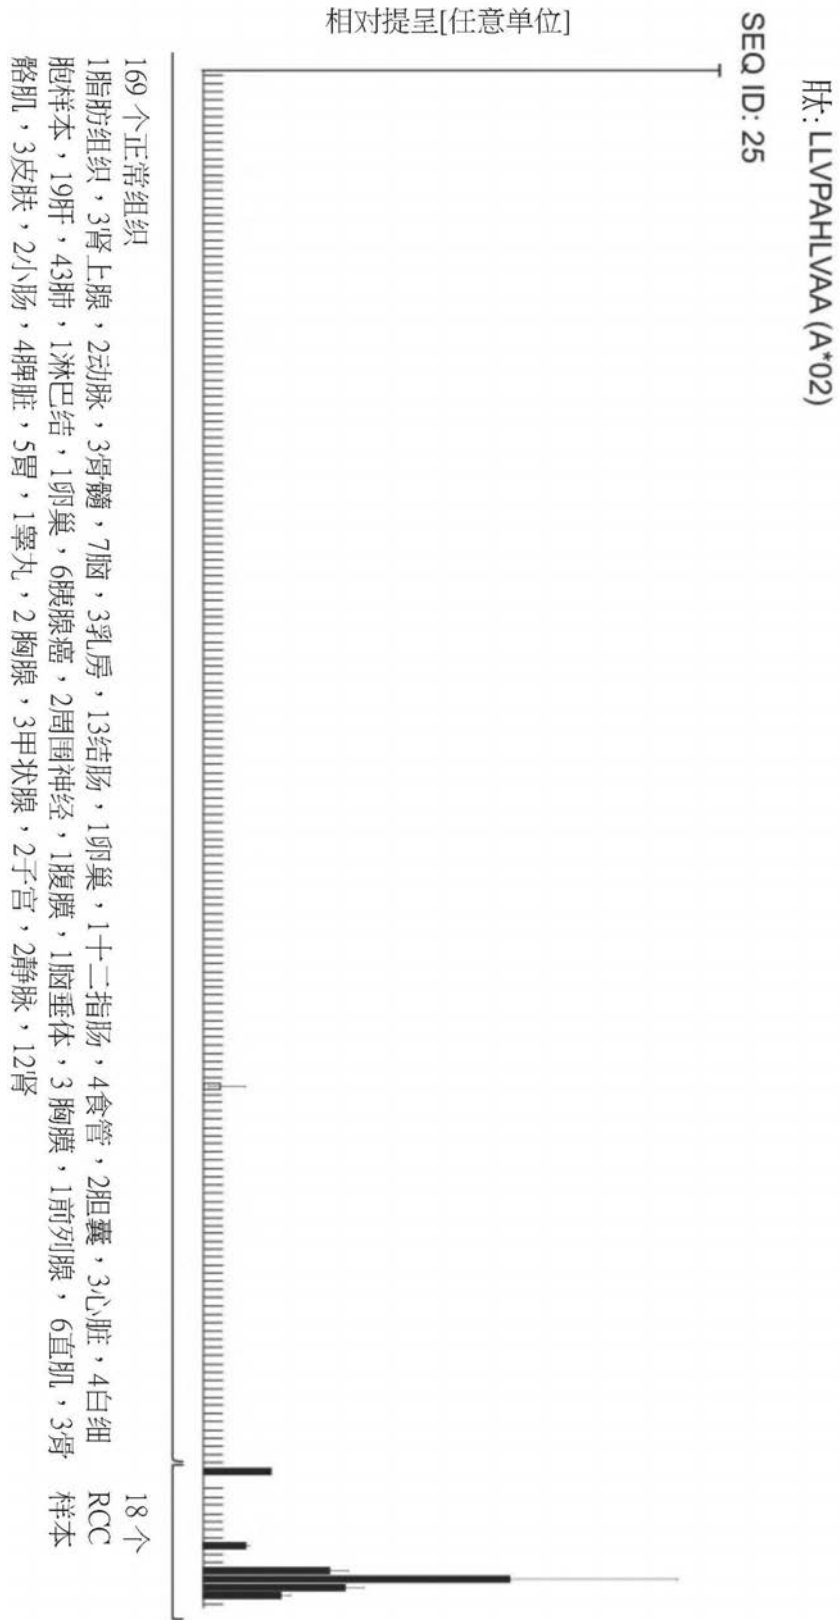 肽: LLVPAHLVAA (A*02)
SEQ ID: 25
相对提呈[任意单位]
169 个正常组织
1脂肪组织，3肾上腺，2动脉，3骨髓，7脑，3乳房，13结肠，1卵巢，1十二指肠，4食管，2胆囊，3心脏，4白细
胞样本，19肝，43肺，1淋巴结，1卵巢，6胰腺癌，2周围神经，1腹膜，1脑垂体，3 胸膜，1前列腺，6直肌，3骨
骼肌，3皮肤，2小肠，4脾脏，5胃，1睾丸，2 胸腺，3甲状腺，2子宫，2静脉，12肾
18 个
RCC
样本